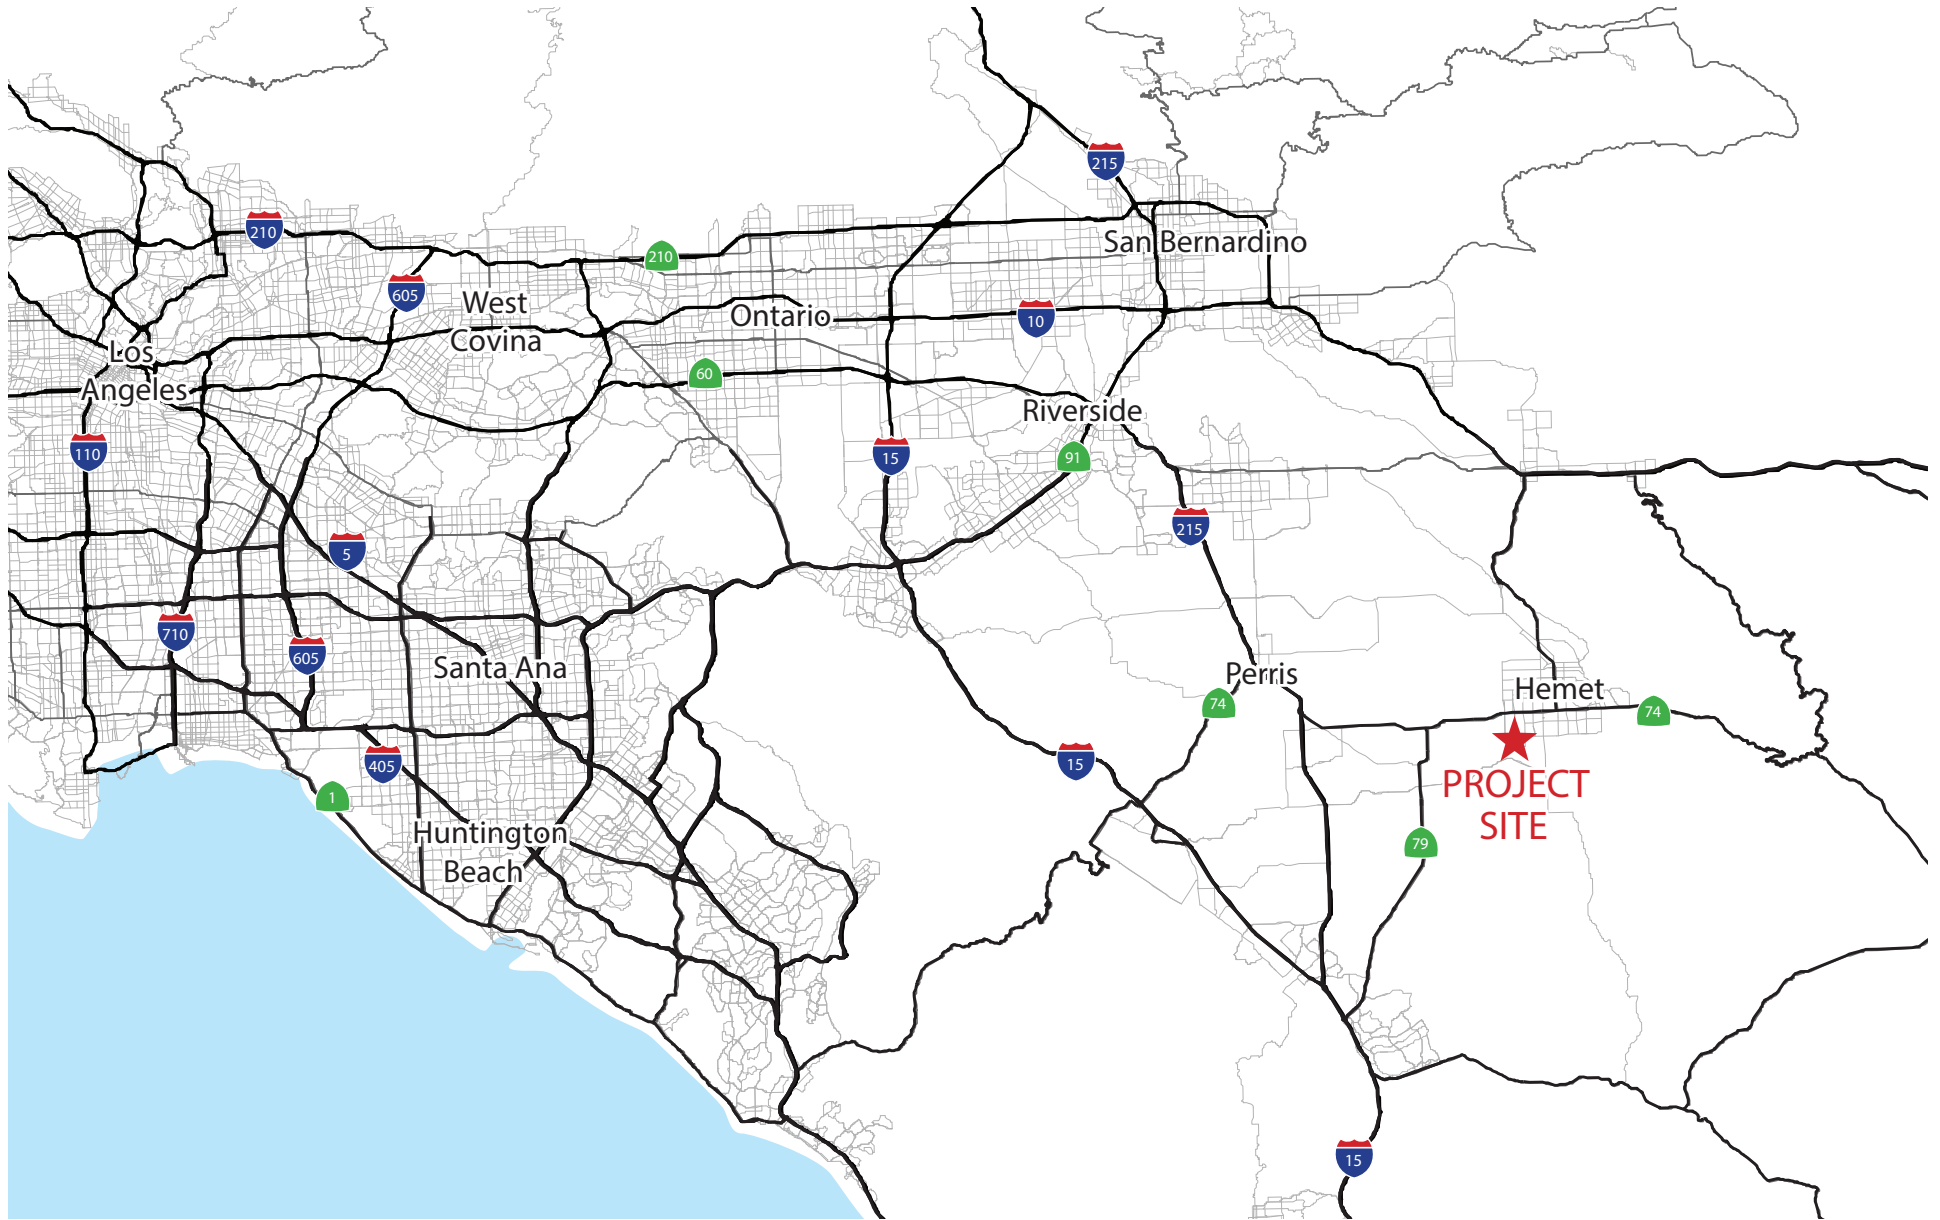 215
210
San Bernardino
210
605
West
Covina
Ontario
10
Los
Angeles
60
Riverside
110
15
91
215
5
710
605
Santa Ana
Perris
Hemet
74
74
405
15
PROJECT
SITE
1
Huntington
Beach
79
15